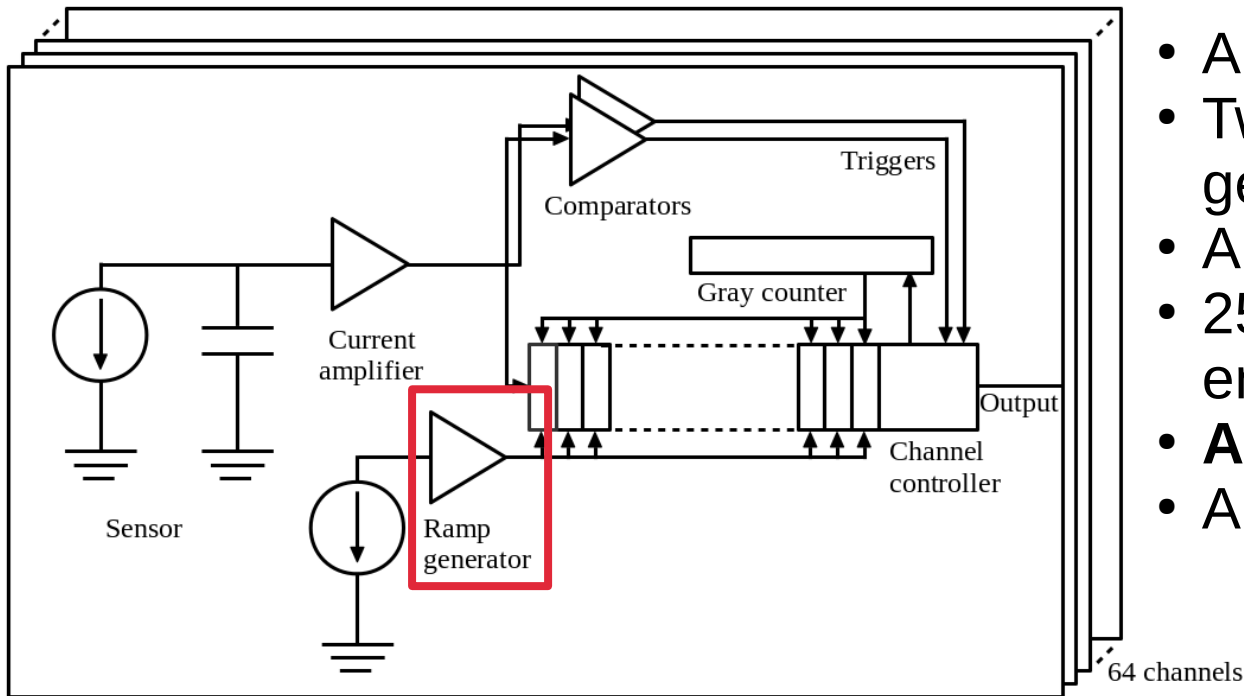 Triggers
Comparators
Gray counter
Current
amplifier
Output
Channel
controller
Sensor
Ramp
generator
64 channels
• A
•
• A
•
• A
• A